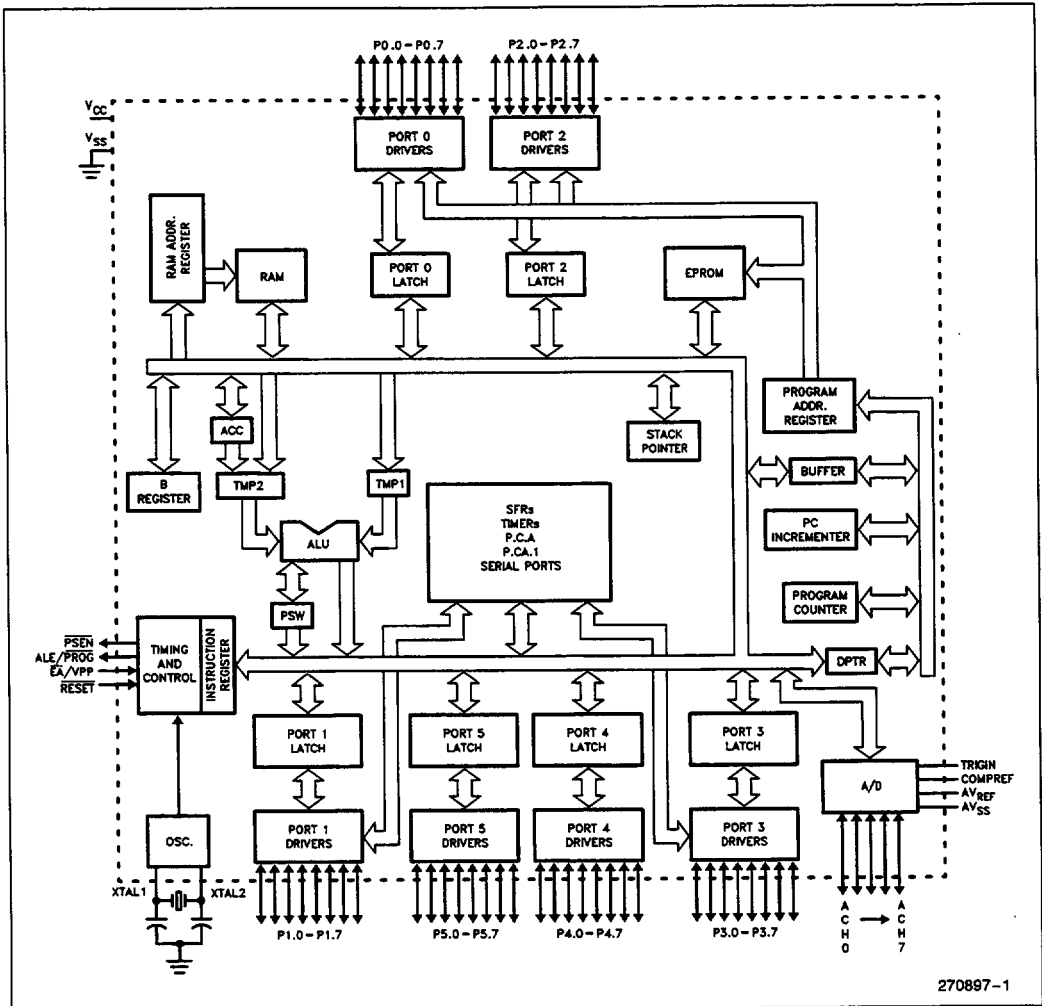 P0.0-P0.7
P2.0-P2.7
VCC
VSS
PORT 0
DRIVERS
PORT 2
DRIVERS
RAM ADDR.
REGISTER
RAM
PORT 0
LATCH
PORT 2
LATCH
EPROM
PROGRAM
ADDR.
REGISTER
ACC
STACK
POINTER
B
REGISTER
TMP2
TMP1
BUFFER
SFRs
TIMERs
P.C.A
P.CA.1
SERIAL PORTS
ALU
PC
INCREMENTER
PSW
PROGRAM
COUNTER
PSEN
ALE/PROG
EA/VPP
RESET
TIMING
AND
CONTROL
INSTRUCTION
REGISTER
DPTR
PORT 1
LATCH
PORT 5
LATCH
PORT 4
LATCH
PORT 3
LATCH
A/D
TRIGIN
COMPREF
AVREF
AVSS
OSC.
PORT 1
DRIVERS
PORT 5
DRIVERS
PORT 4
DRIVERS
PORT 3
DRIVERS
XTAL1
XTAL2
P1.0-P1.7
P5.0-P5.7
P4.0-P4.7
P3.0-P3.7
ACH0
ACH7
270897-1